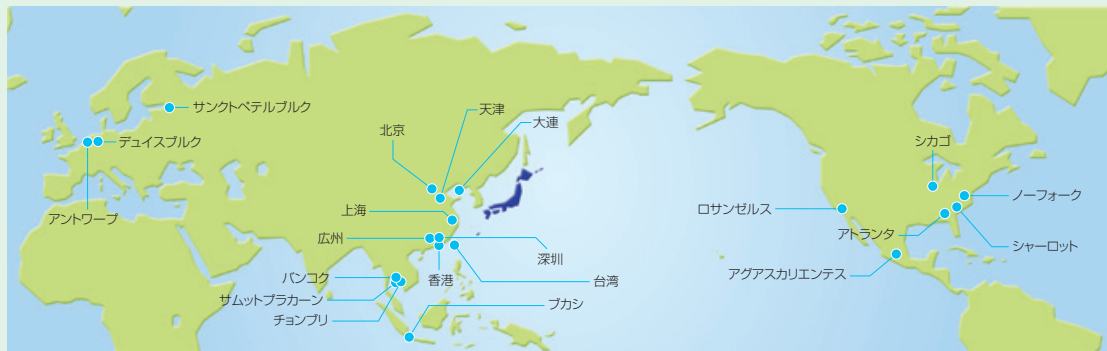 サンクトペテルブルク
デュイスブルク
アントワープ
北京
天津
大連
上海
広州
深圳
香港
台湾
バンコク
サムットプラカーン
チョンブリ
ブカシ
シカゴ
ノーフォーク
ロサンゼルス
アトランタ
シャーロット
アグアスカリエンテス